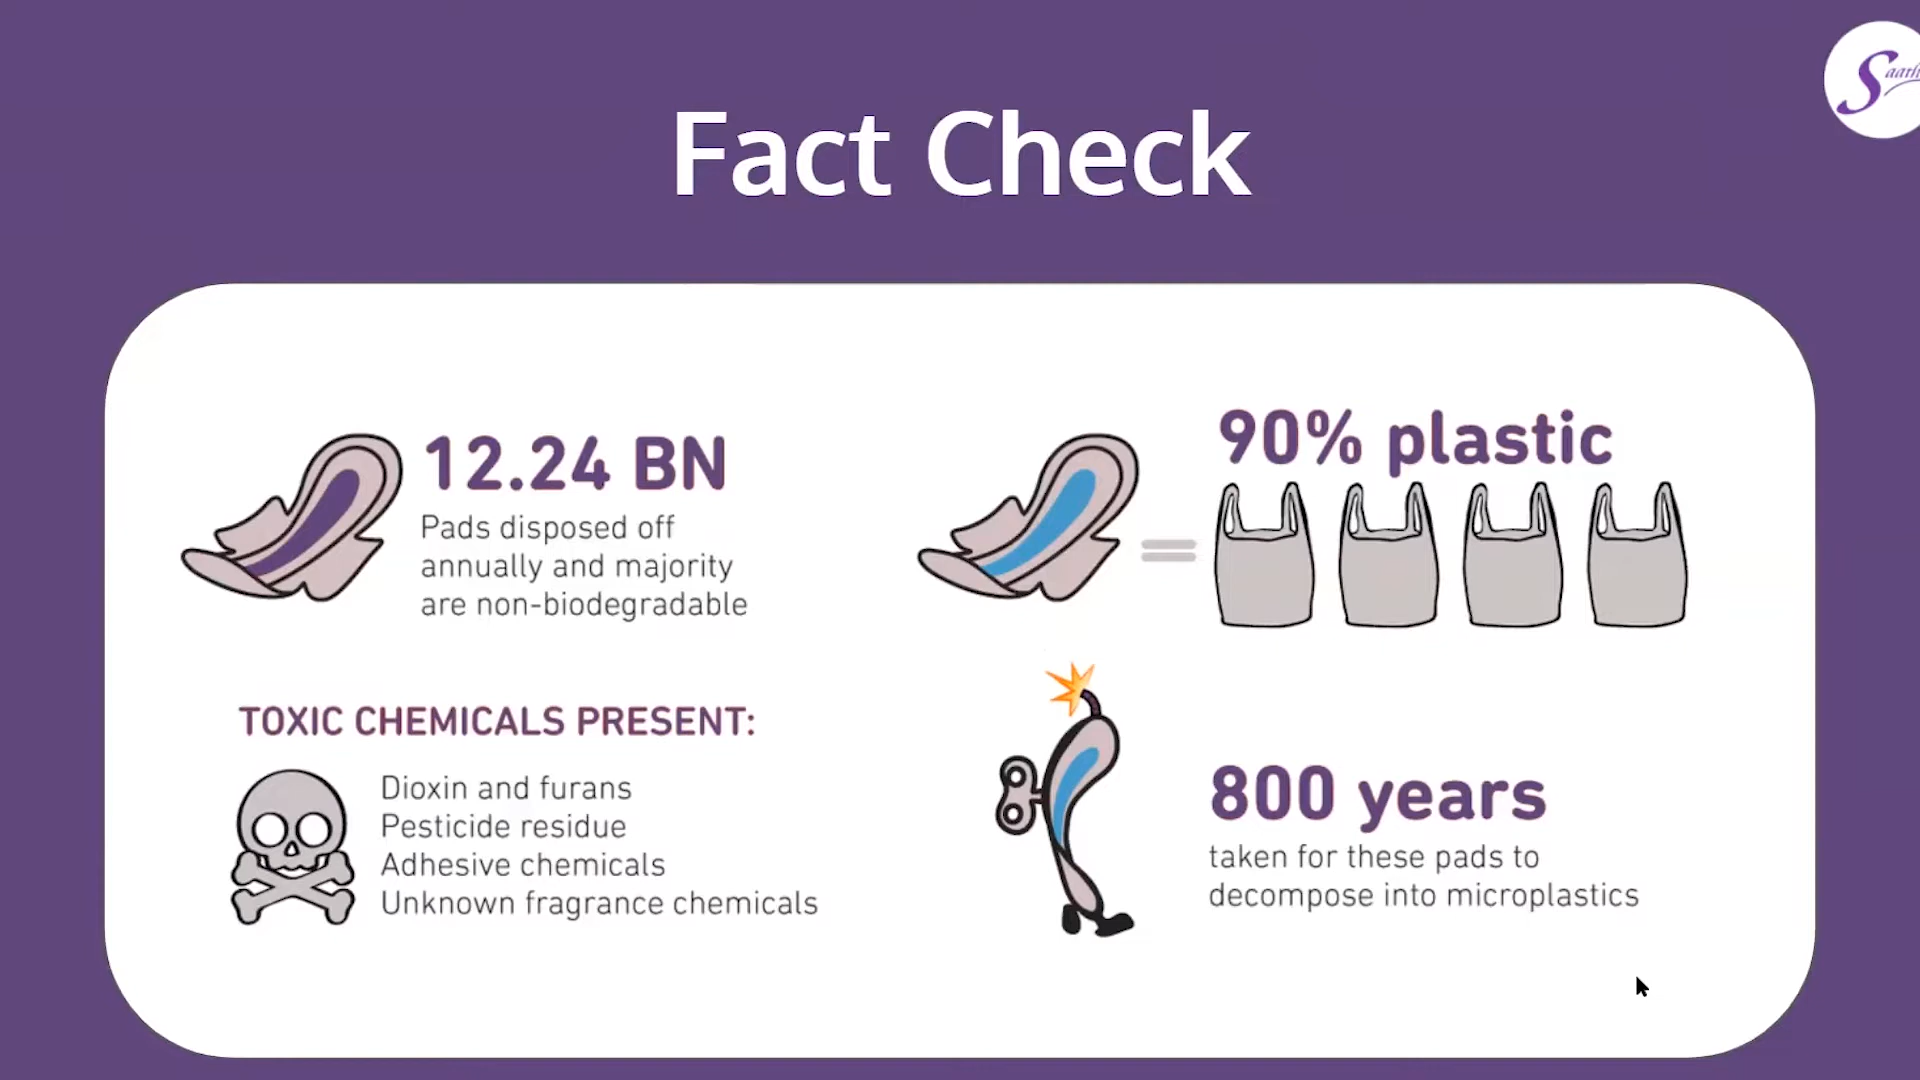 Fact Check
12.24 BN
Pads disposed off
annually and majority
are non-biodegradable
90% plastic
TOXIC CHEMICALS PRESENT:
Dioxin and furans
Pesticide residue
Adhesive chemicals
Unknown fragrance chemicals
800 years
taken for these pads to
decompose into microplastics